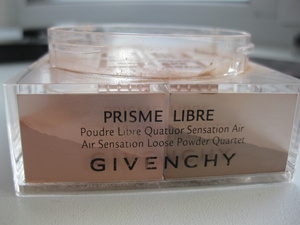 PRISME LIBRE
Poudre Libre Quatuor Sensation Air
Air Sensation Loose Powder Quartet
GIVENCHY